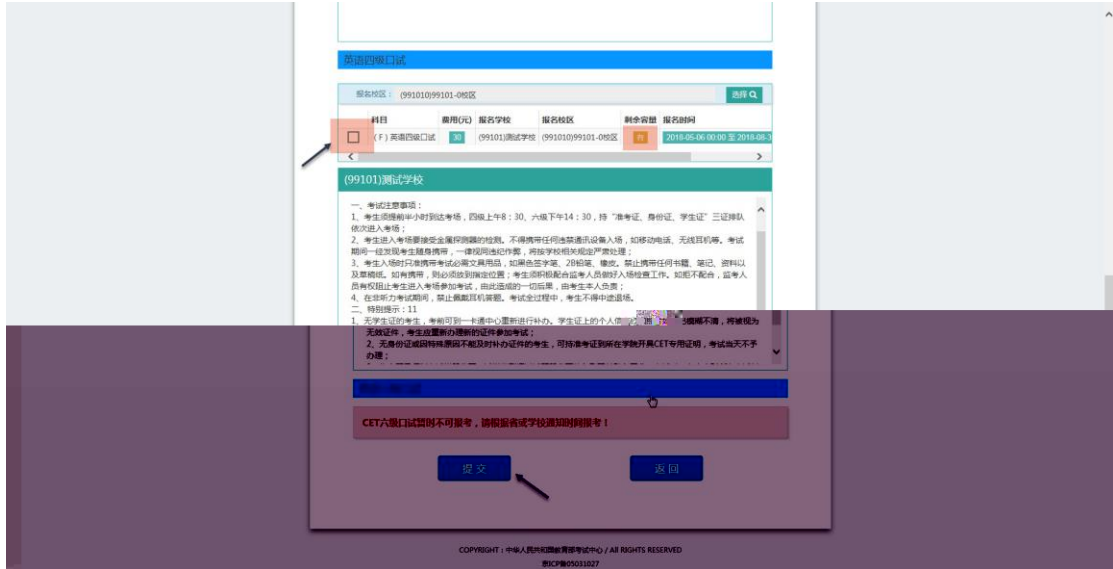 英语四级口试
报名校区： (991010)99101-0校区 选择
科目 费用(元) 报名学校 报名校区 剩余容量 报名时间
( F ) 英语四级口试 30 (99101)测试学校 (991010)99101-0校区 2018-05-06 00:00 至 2018-08-3
(99101)测试学校
一、考试注意事项：
1、考生须提前半小时到达考场，四级上午8：30、六级下午14：30，持“准考证、身份证、学生证”三证排队
依次进入考场；
2、考生进入考场要接受金属探测器的检测。不得携带任何违禁通讯设备入场，如移动电话、无线耳机等。考试
期间一经发现考生随身携带，一律视同违纪作弊，将按学校相关规定严肃处理；
3、考生入场时只准携带考试必需文具用品，如黑色签字笔、2B铅笔、橡皮。禁止携带任何书籍、笔记、资料以
及草稿纸。如有携带，则必须放到指定位置；考生须积极配合监考人员做好入场检查工作。如拒不配合，监考人
员有权阻止考生进入考场参加考试，由此造成的一切后果，由考生本人负责；
4、在非听力考试期间，禁止佩戴耳机答题。考试全过程中，考生不得中途退场。
二、特别提示：11
1、无学生证的考生，考前可到一卡通中心重新进行补办。学生证上的个人信 模糊不清，将被视为
无效证件，考生应重新办理新的证件参加考试；
2、无身份证或因特殊原因不能及时补办证件的考生，可持准考证到所在学院开具CET专用证明，考试当天不予
办理；
CET六级口试暂时不可报考，请根据省或学校通知时间报考！
提 交 返 回
COPYRIGHT：中华人民共和国教育部考试中心 / All RIGHTS RESERVED
京ICP备05031027